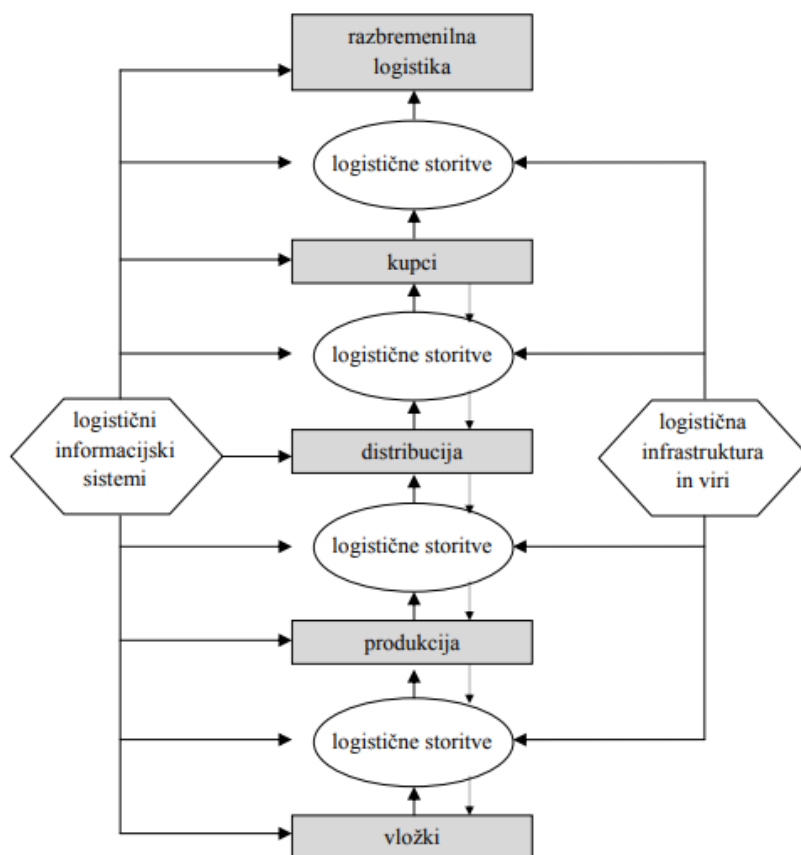 razbremenilna
logistika
logistične storitve
kupci
logistične storitve
logistični
informacijski
sistemi
distribucija
logistična
infrastruktura
in viri
logistične storitve
produkcija
logistične storitve
vložki